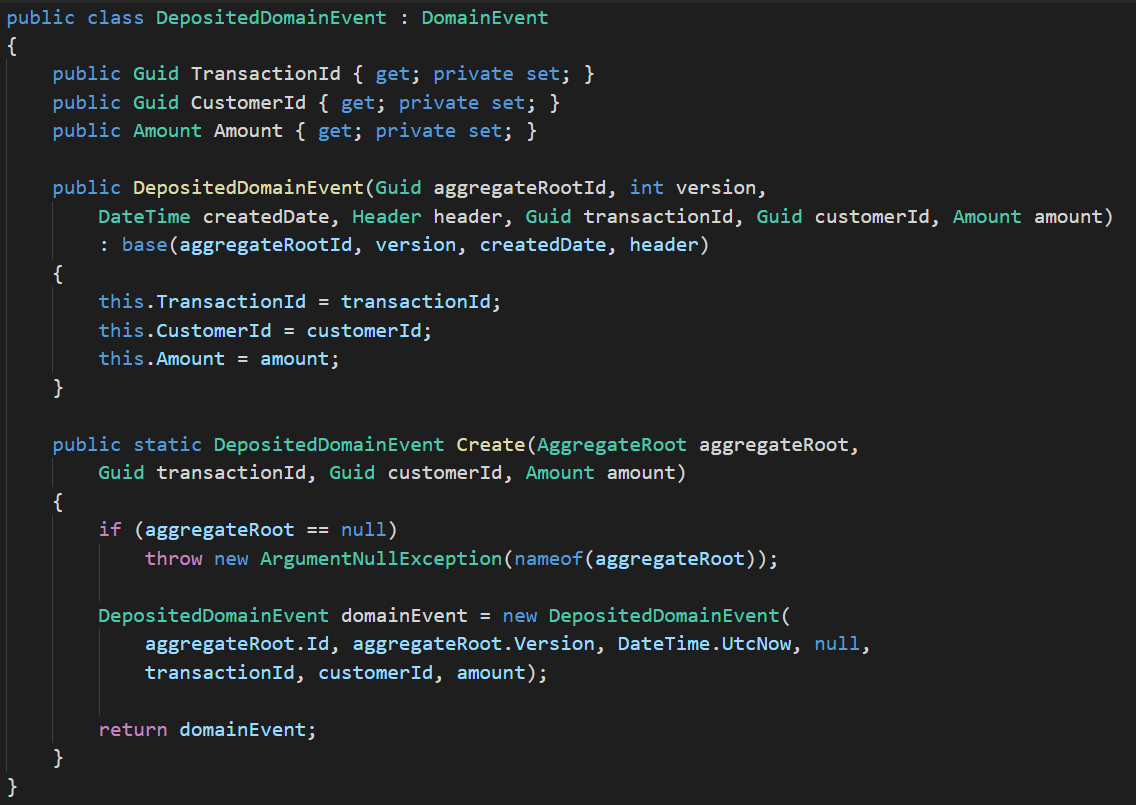 public class DepositedDomainEvent : DomainEvent
{
    public Guid TransactionId { get; private set; }
    public Guid CustomerId { get; private set; }
    public Amount Amount { get; private set; }

    public DepositedDomainEvent(Guid aggregateRootId, int version,
        DateTime createdDate, Header header, Guid transactionId, Guid customerId, Amount amount)
        : base(aggregateRootId, version, createdDate, header)
    {
        this.TransactionId = transactionId;
        this.CustomerId = customerId;
        this.Amount = amount;
    }

    public static DepositedDomainEvent Create(AggregateRoot aggregateRoot,
        Guid transactionId, Guid customerId, Amount amount)
    {
        if (aggregateRoot == null)
            throw new ArgumentNullException(nameof(aggregateRoot));

        DepositedDomainEvent domainEvent = new DepositedDomainEvent(
            aggregateRoot.Id, aggregateRoot.Version, DateTime.UtcNow, null,
            transactionId, customerId, amount);

        return domainEvent;
    }
}